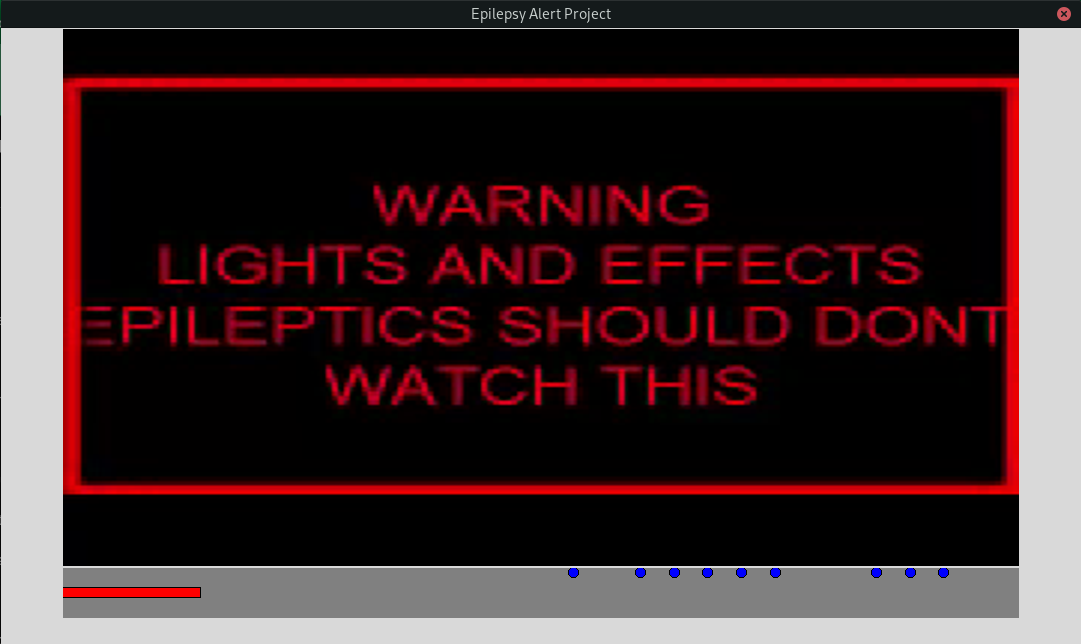 Epilepsy Alert Project
WARNING
LIGHTS AND EFFECTS
EPILEPTICS SHOULD DONT
WATCH THIS